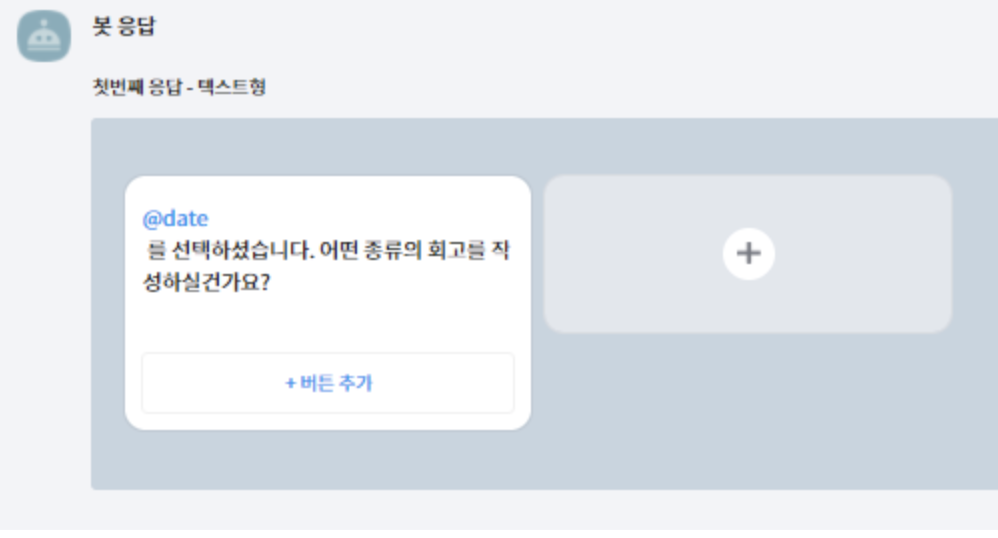 봇 응답
첫번째 응답 - 텍스트형
@date
를 선택하셨습니다. 어떤 종류의 회고를 작
성하실건가요?
+ 버튼 추가